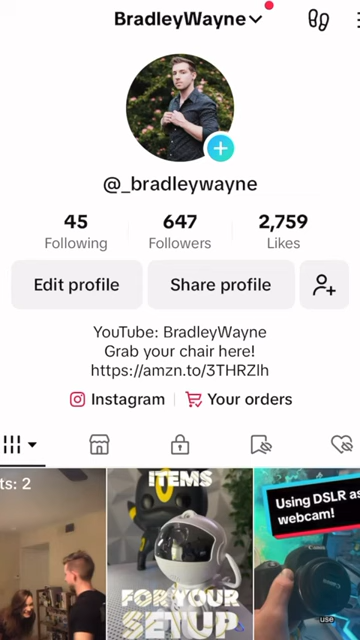 BradleyWayne
@_bradleywayne
45 647 2,759
Following Followers Likes
Edit profile Share profile
YouTube: BradleyWayne
Grab your chair here!
https://amzn.to/3THRZlh
Instagram Your orders
ts: 2
ITEMS
FOR YOUR
SETUP
Using DSLR as
webcam!
use